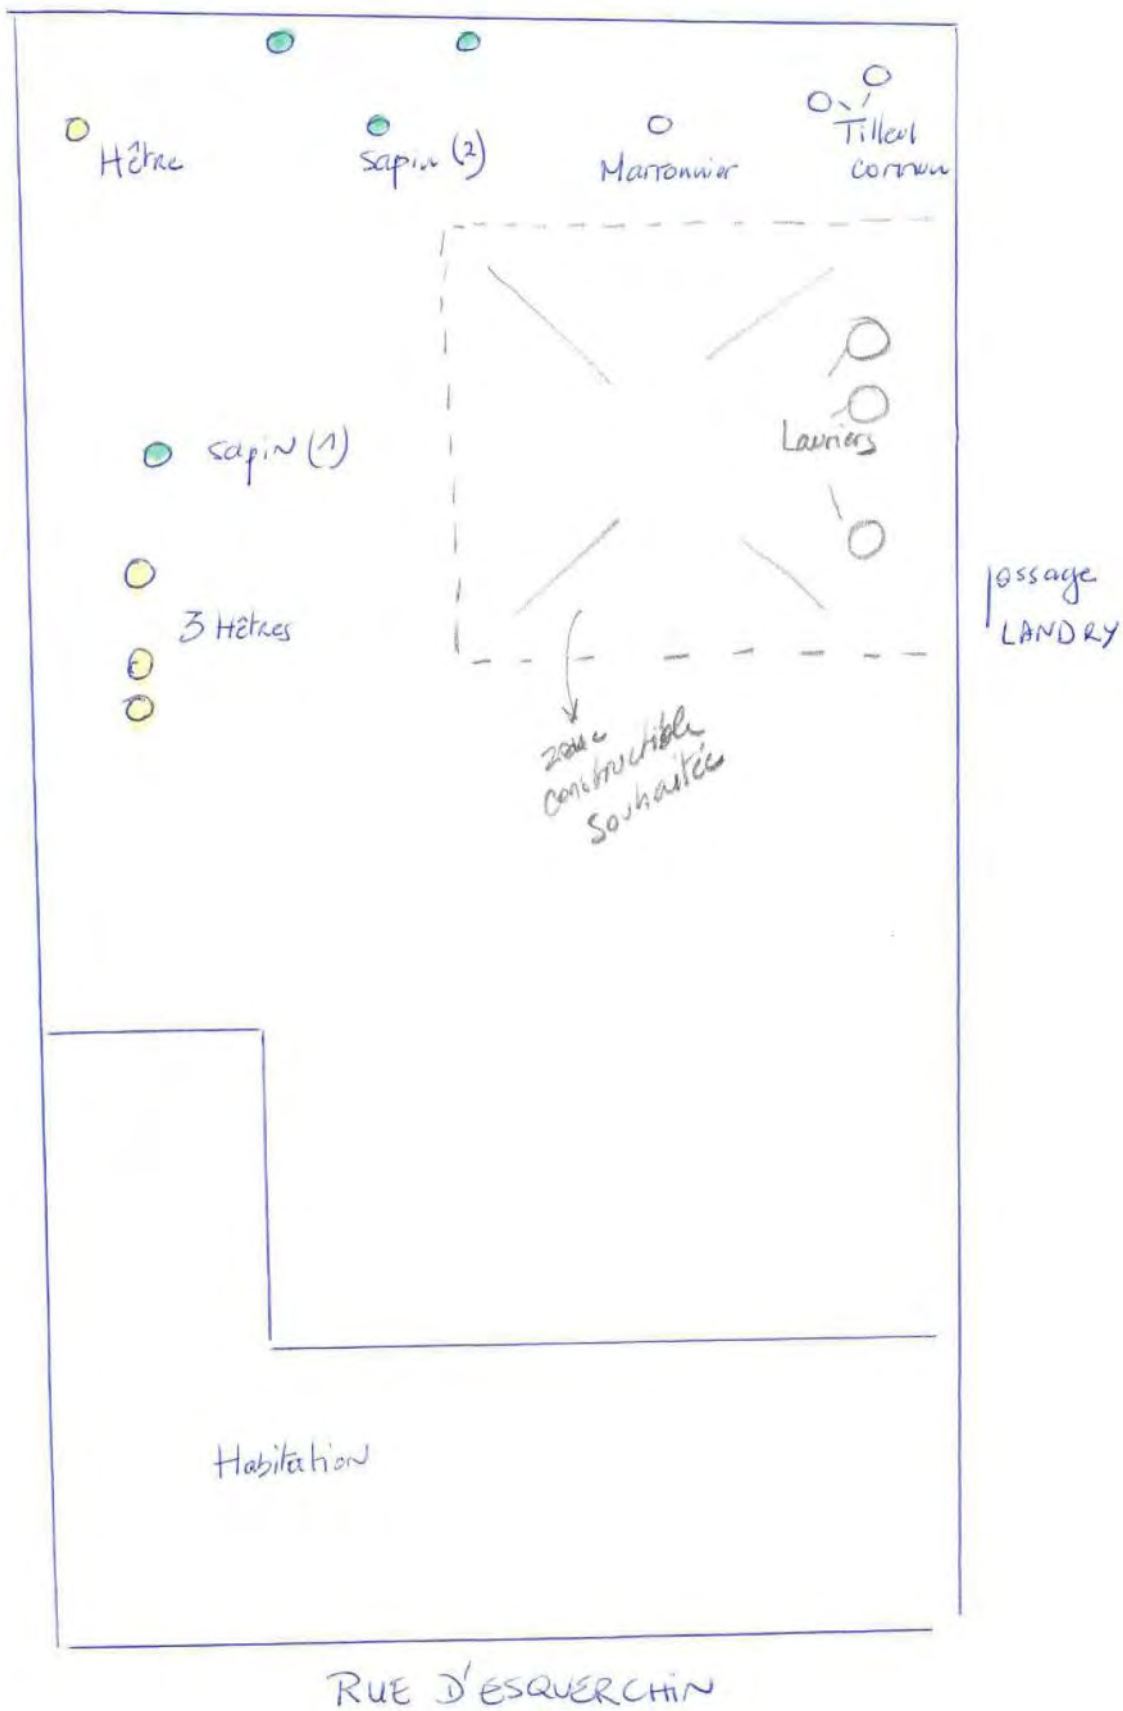 Hêtre
sapin (2)
Marronnier
Tilleul
commun
Lauriers
sapin (1)
3 Hêtres
passage
LANDRY
zone
constructible
souhaitée
Habitation
RUE D'ESQUERCHIN